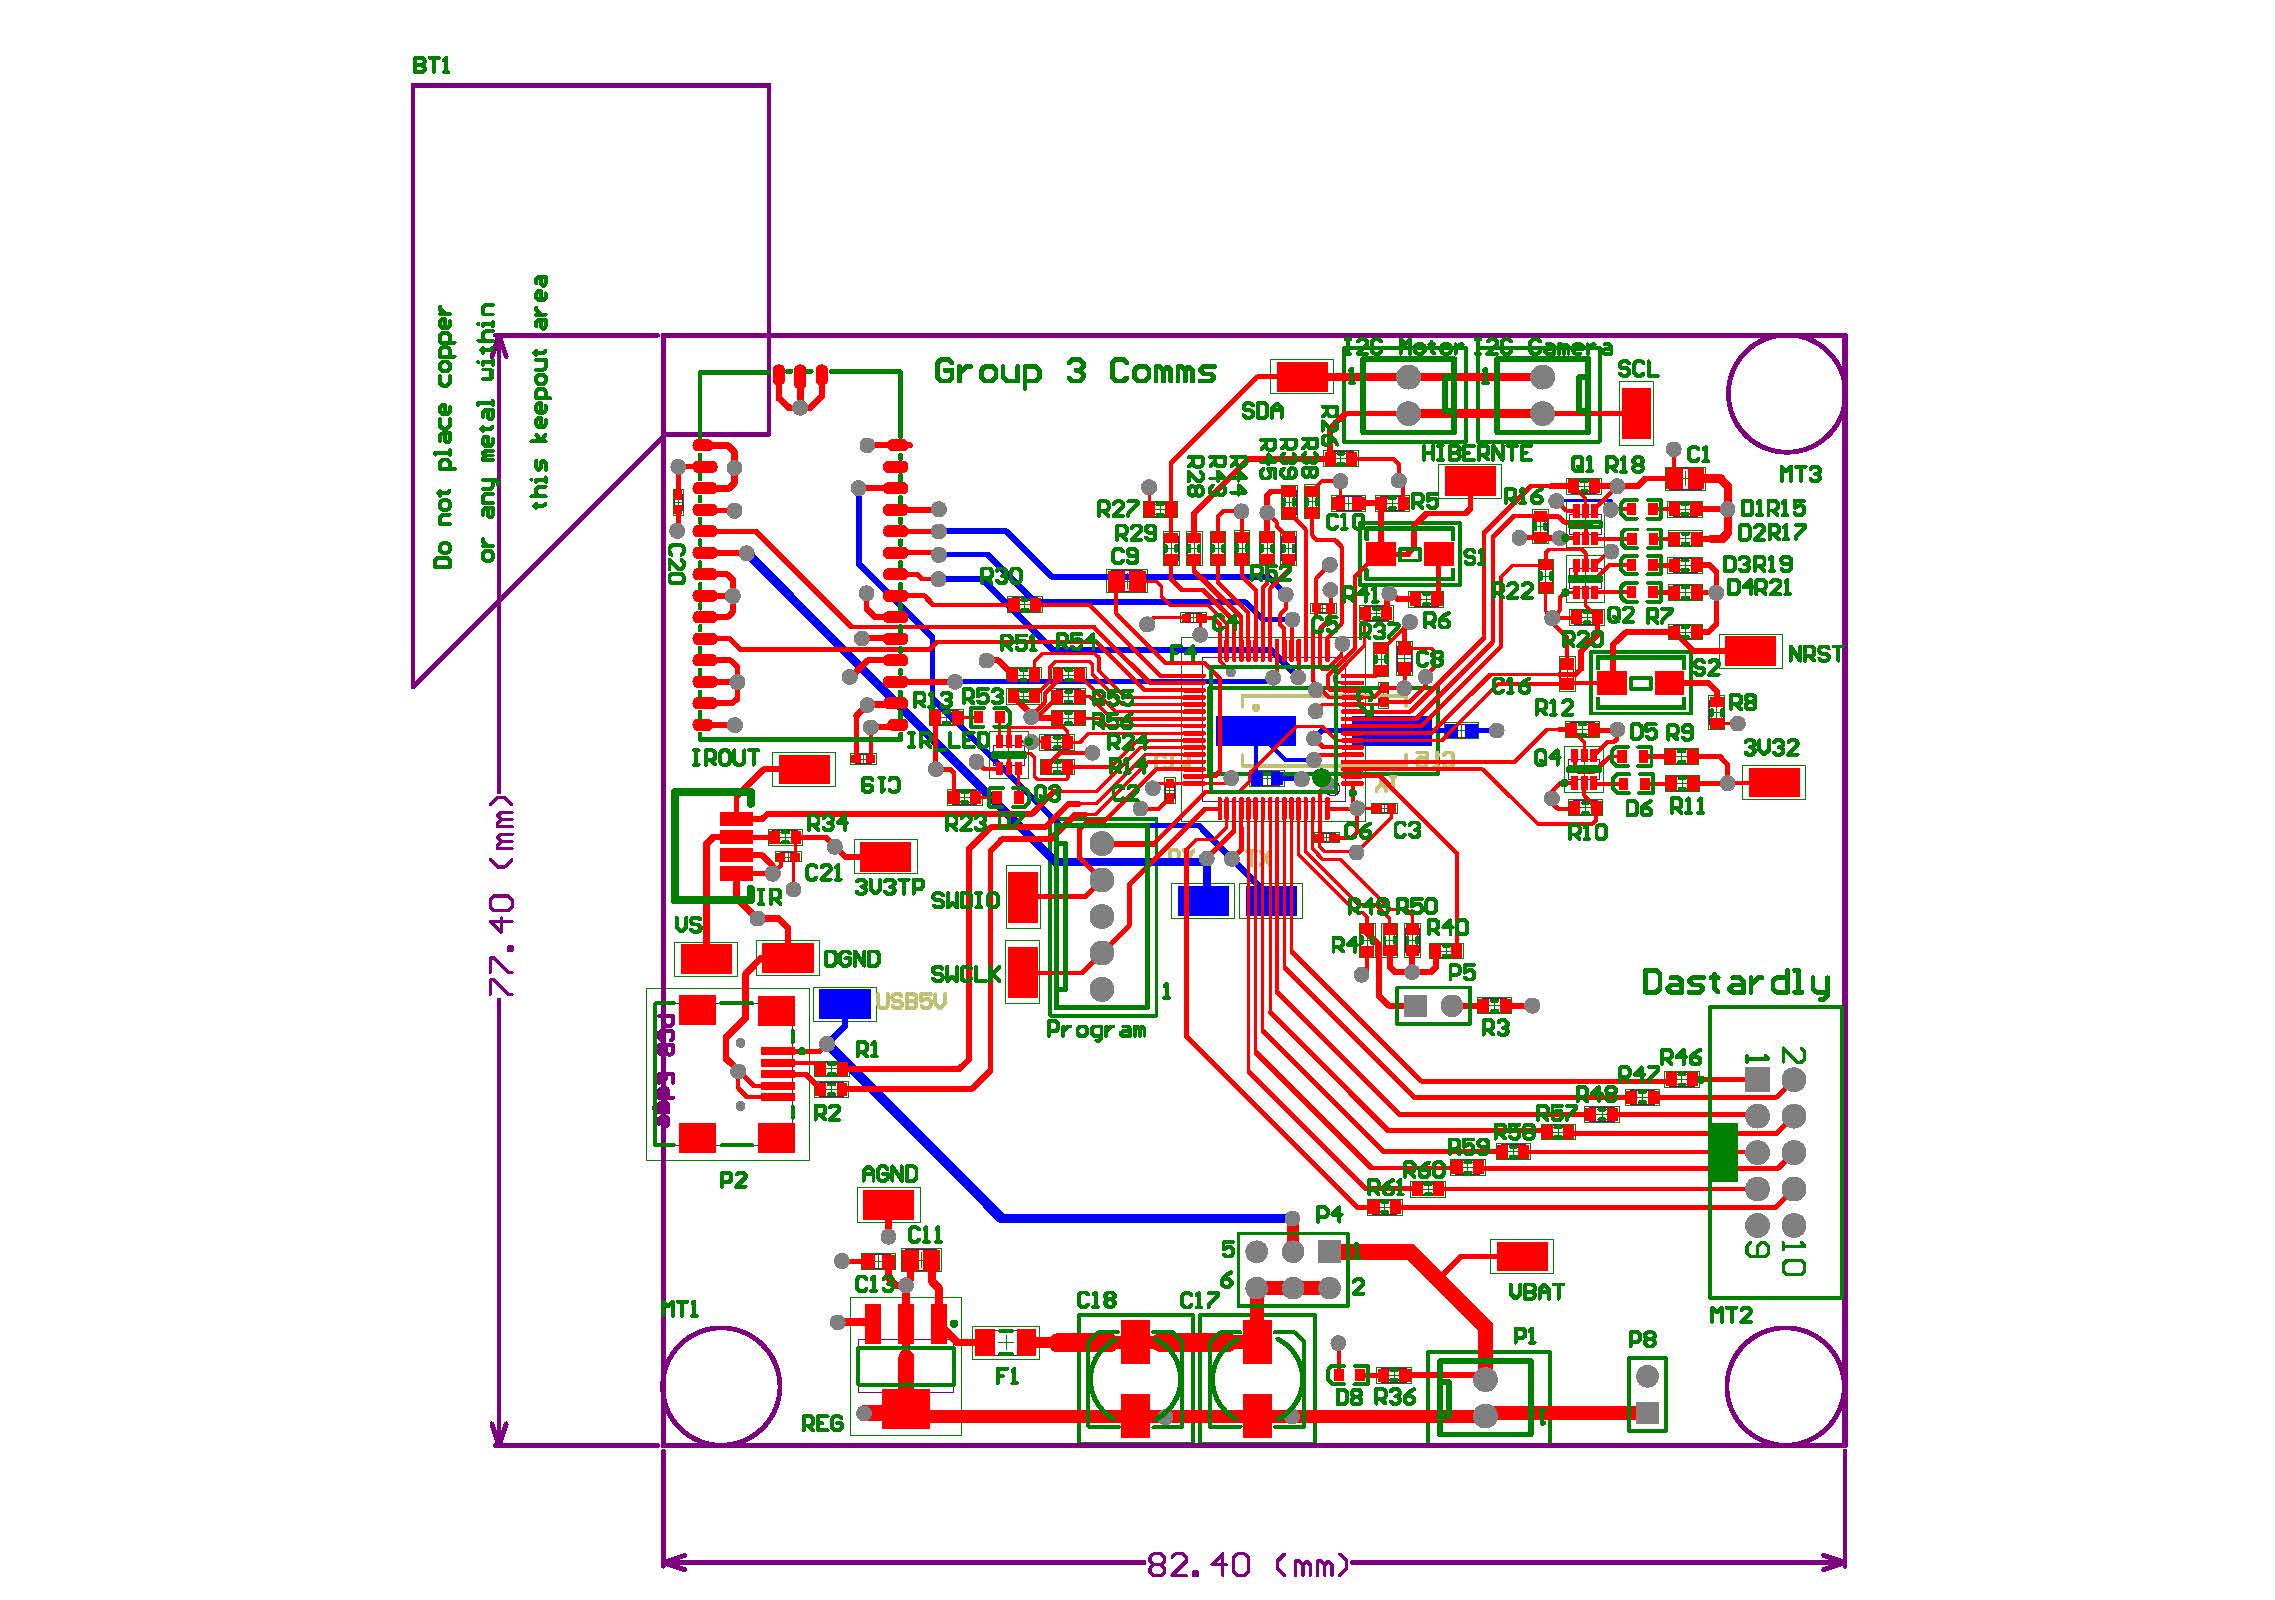 BT1
Do not place copper
or any metal within
this keepout area
Group 3 Comms
I2C Motor
I2C Camera
SCL
1
1
SDA
R26
HIBERNTE
MT3
C1
Q1
R18
R28
R43
R44
R45
R39
R38
R27
R29
C9
C10
R5
R16
D1R15
D2R17
D3R19
D4R21
S1
C20
R30
R52
R41
R37
R6
R22
Q2
R7
R20
C4
C5
C8
NRST
S2
R51
R54
R53
R55
R56
R13
C16
R12
R8
IR LED
R24
R14
C2
D5
R9
3V32
Q4
D6
R11
R10
IROUT
C19
Q3
R23
C6
C3
C15
R34
C21
3V3TP
IR
TX
VS
DGND
SWDIO
SWCLK
R49
R50
R40
R4
P5
R3
Program
1
Dastardly
USB5V
PCB Edge
R1
R2
P2
R46
R47
R48
R57
R58
R59
R60
R61
1
2
9
10
AGND
C11
C13
P4
5
1
6
2
VBAT
MT1
C18
C17
MT2
P1
P8
F1
D8
R36
REG
77.40 (mm)
82.40 (mm)